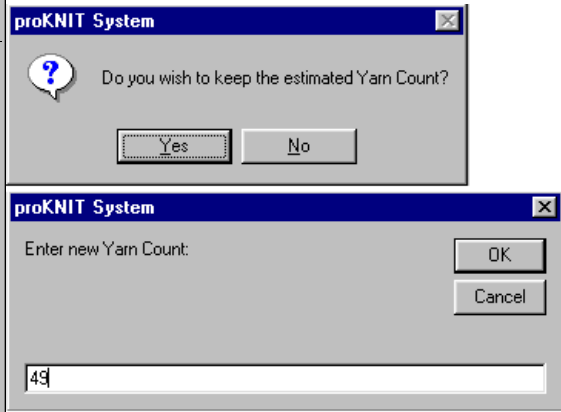 proKNIT System
?
Do you wish to keep the estimated Yarn Count?
Yes No
proKNIT System
Enter new Yarn Count:
OK
Cancel
49